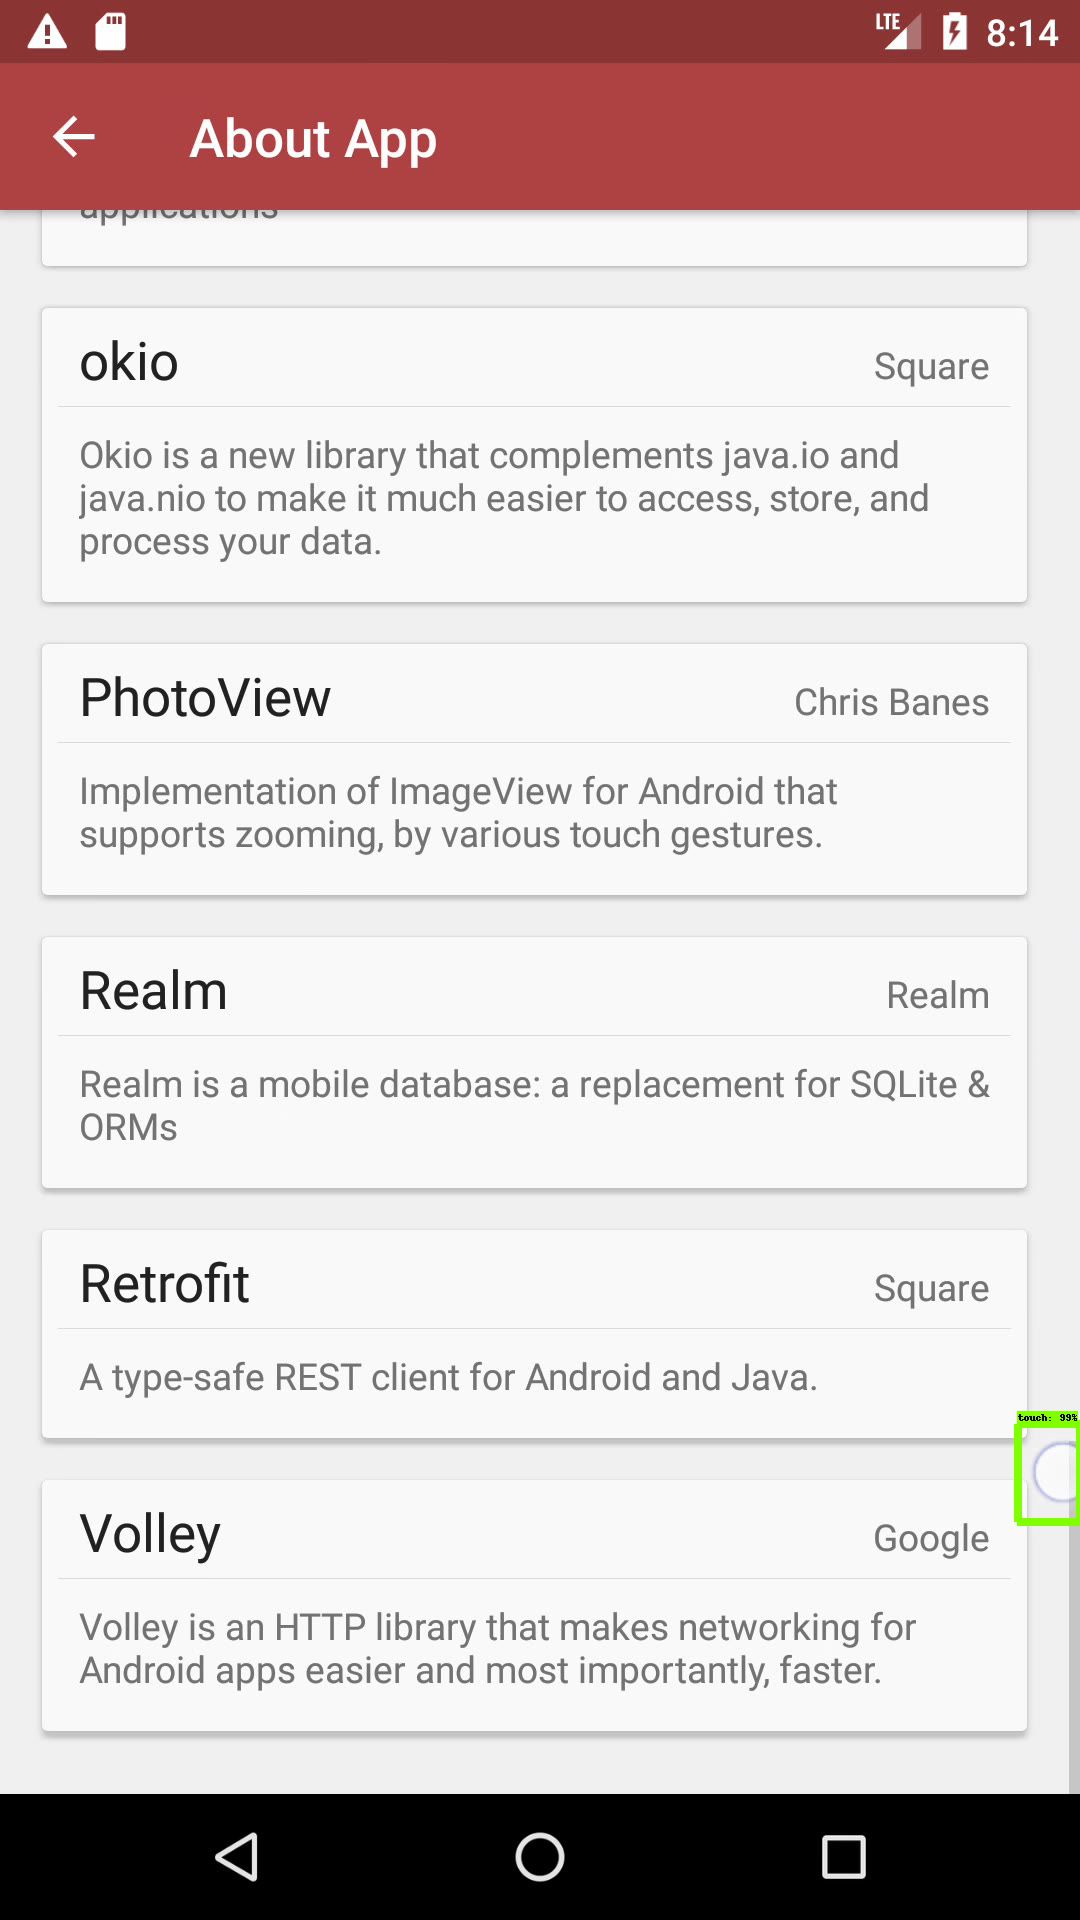 LTE 8:14
About App
applications
okio Square
Okio is a new library that complements java.io and
java.nio to make it much easier to access, store, and
process your data.
PhotoView Chris Banes
Implementation of ImageView for Android that
supports zooming, by various touch gestures.
Realm Realm
Realm is a mobile database: a replacement for SQLite &
ORMs
Retrofit Square
A type-safe REST client for Android and Java.
touch: 99%
Volley Google
Volley is an HTTP library that makes networking for
Android apps easier and most importantly, faster.